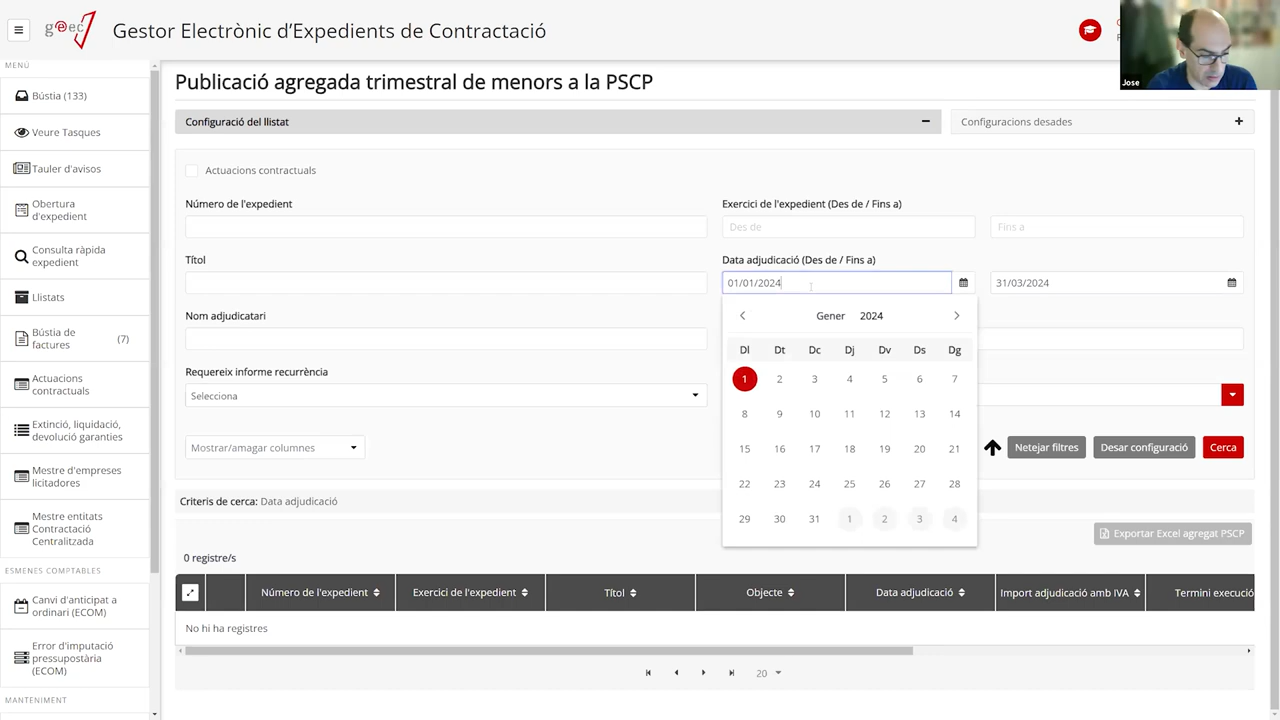 geec
Gestor Electrònic d'Expedients de Contractació
Jose
MENÚ
Bústia (133)
Veure Tasques
Tauler d'avisos
Obertura
d'expedient
Consulta ràpida
expedient
Llistats
Bústia de
factures
(7)
Actuacions
contractuals
Extinció, liquidació,
devolució garanties
Mestre d'empreses
licitadores
Mestre entitats
Contractació
Centralitzada
ESMENES COMPTABLES
Canvi d'anticipat a
ordinari (ECOM)
Error d'imputació
pressupostària
(ECOM)
MANTENIMENT
Publicació agregada trimestral de menors a la PSCP
Configuració del llistat
Configuracions desades
Actuacions contractuals
Número de l'expedient
Exercici de l'expedient (Des de / Fins a)
Des de
Fins a
Títol
Data adjudicació (Des de / Fins a)
01/01/2024
31/03/2024
Nom adjudicatari
Gener 2024
Dl Dt Dc Dj Dv Ds Dg
1 2 3 4 5 6 7
8 9 10 11 12 13 14
15 16 17 18 19 20 21
22 23 24 25 26 27 28
29 30 31 1 2 3 4
Requereix informe recurrència
Selecciona
Mostrar/amagar columnes
Netejar filtres
Desar configuració
Cerca
Criteris de cerca: Data adjudicació
Exportar Excel agregat PSCP
0 registre/s
Número de l'expedient
Exercici de l'expedient
Títol
Objecte
Data adjudicació
Import adjudicació amb IVA
Termini execució
No hi ha registres
20